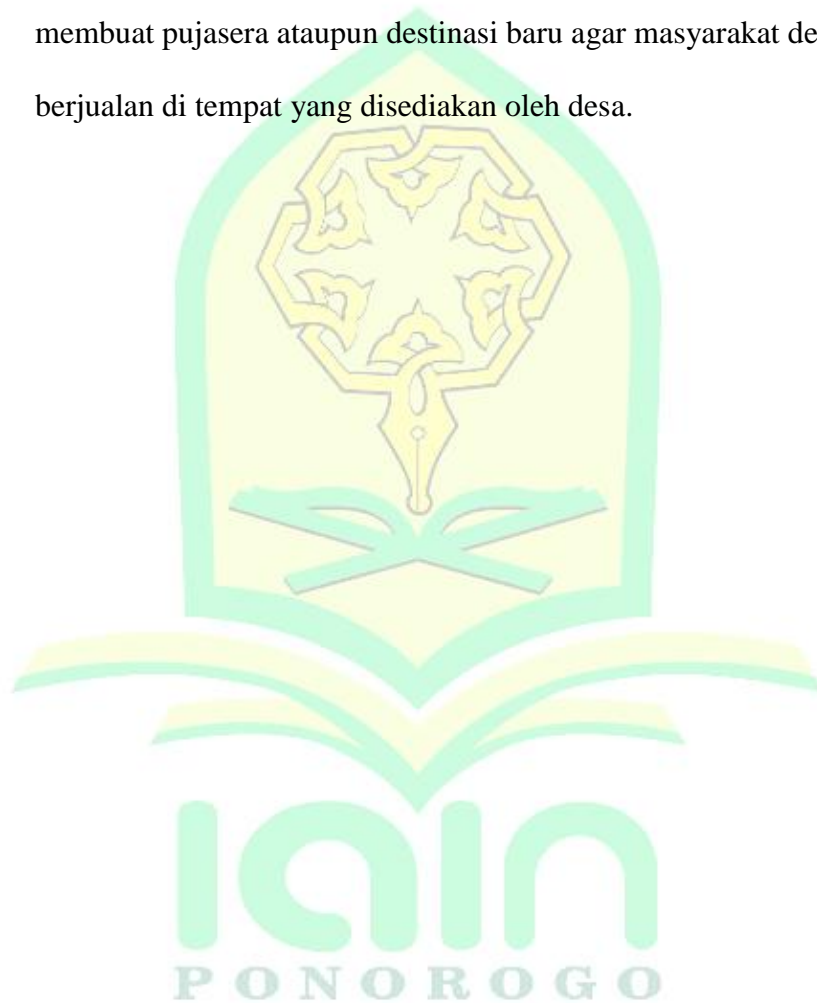 membuat pujasera ataupun destinasi baru agar masyarakat de
berjualan di tempat yang disediakan oleh desa.
iain
PONOROGO